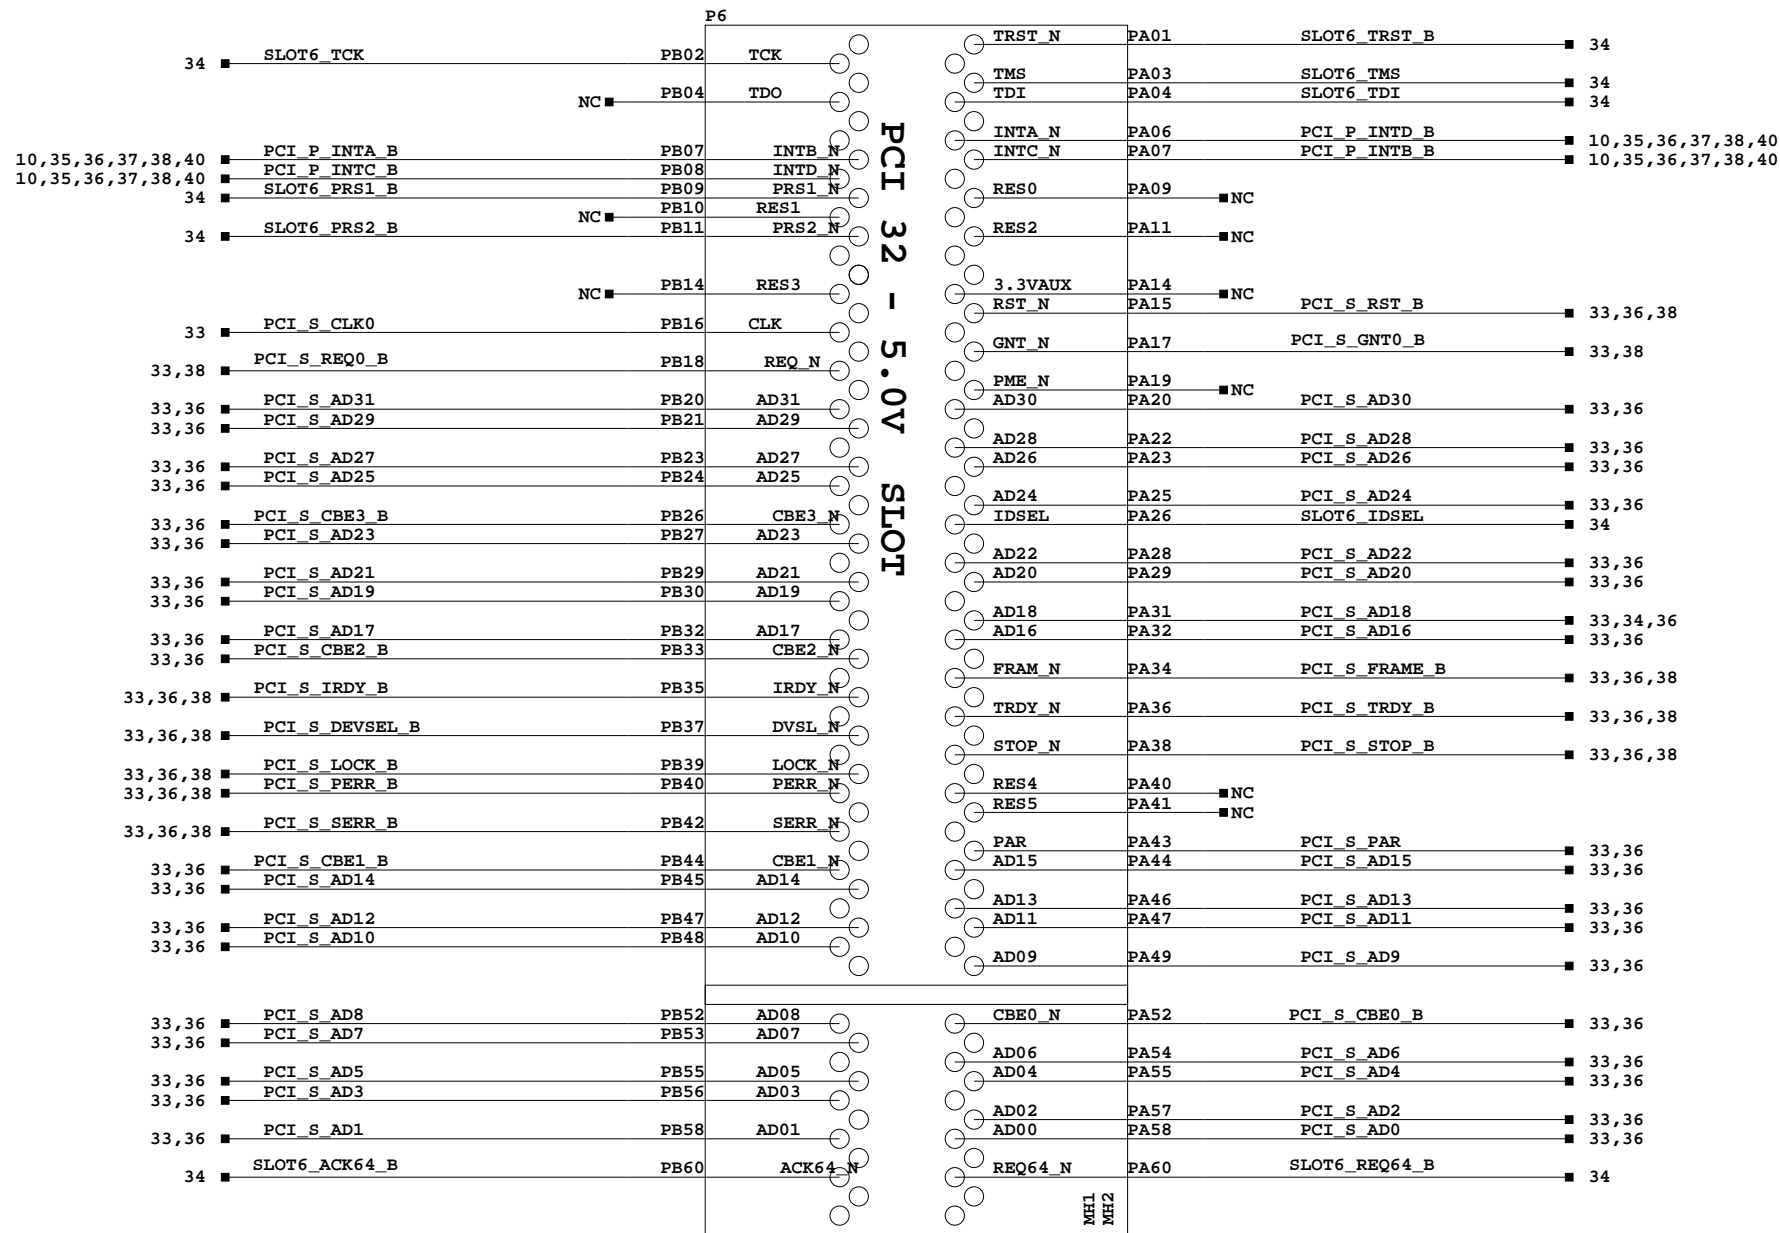 P6
34 SLOT6_TCK PB02 TCK
TRST_N PA01 SLOT6_TRST_B 34
TMS PA03 SLOT6_TMS 34
NC PB04 TDO
TDI PA04 SLOT6_TDI 34
INTA_N PA06 PCI_P_INTD_B 10,35,36,37,38,40
10,35,36,37,38,40 PCI_P_INTA_B PB07 INTB_N
INTC_N PA07 PCI_P_INTB_B 10,35,36,37,38,40
10,35,36,37,38,40 PCI_P_INTC_B PB08 INTD_N
34 SLOT6_PRS1_B PB09 PRS1_N
RES0 PA09 NC
NC PB10 RES1
34 SLOT6_PRS2_B PB11 PRS2_N
RES2 PA11 NC
NC PB14 RES3
3.3VAUX PA14 NC
RST_N PA15 PCI_S_RST_B 33,36,38
33 PCI_S_CLK0 PB16 CLK
GNT_N PA17 PCI_S_GNT0_B 33,38
33,38 PCI_S_REQ0_B PB18 REQ_N
PME_N PA19 NC
33,36 PCI_S_AD31 PB20 AD31
AD30 PA20 PCI_S_AD30 33,36
33,36 PCI_S_AD29 PB21 AD29
AD28 PA22 PCI_S_AD28 33,36
33,36 PCI_S_AD27 PB23 AD27
AD26 PA23 PCI_S_AD26 33,36
33,36 PCI_S_AD25 PB24 AD25
AD24 PA25 PCI_S_AD24 33,36
33,36 PCI_S_CBE3_B PB26 CBE3_N
IDSEL PA26 SLOT6_IDSEL 34
33,36 PCI_S_AD23 PB27 AD23
AD22 PA28 PCI_S_AD22 33,36
33,36 PCI_S_AD21 PB29 AD21
AD20 PA29 PCI_S_AD20 33,36
33,36 PCI_S_AD19 PB30 AD19
AD18 PA31 PCI_S_AD18 33,34,36
33,36 PCI_S_AD17 PB32 AD17
AD16 PA32 PCI_S_AD16 33,36
33,36 PCI_S_CBE2_B PB33 CBE2_N
FRAM_N PA34 PCI_S_FRAME_B 33,36,38
33,36,38 PCI_S_IRDY_B PB35 IRDY_N
TRDY_N PA36 PCI_S_TRDY_B 33,36,38
33,36,38 PCI_S_DEVSEL_B PB37 DVSL_N
STOP_N PA38 PCI_S_STOP_B 33,36,38
33,36,38 PCI_S_LOCK_B PB39 LOCK_N
33,36,38 PCI_S_PERR_B PB40 PERR_N
RES4 PA40 NC
RES5 PA41 NC
33,36,38 PCI_S_SERR_B PB42 SERR_N
PAR PA43 PCI_S_PAR 33,36
33,36 PCI_S_CBE1_B PB44 CBE1_N
AD15 PA44 PCI_S_AD15 33,36
33,36 PCI_S_AD14 PB45 AD14
AD13 PA46 PCI_S_AD13 33,36
33,36 PCI_S_AD12 PB47 AD12
AD11 PA47 PCI_S_AD11 33,36
33,36 PCI_S_AD10 PB48 AD10
AD09 PA49 PCI_S_AD9 33,36
33,36 PCI_S_AD8 PB52 AD08
CBE0_N PA52 PCI_S_CBE0_B 33,36
33,36 PCI_S_AD7 PB53 AD07
AD06 PA54 PCI_S_AD6 33,36
33,36 PCI_S_AD5 PB55 AD05
AD04 PA55 PCI_S_AD4 33,36
33,36 PCI_S_AD3 PB56 AD03
AD02 PA57 PCI_S_AD2 33,36
33,36 PCI_S_AD1 PB58 AD01
AD00 PA58 PCI_S_AD0 33,36
34 SLOT6_ACK64_B PB60 ACK64_N
REQ64_N PA60 SLOT6_REQ64_B 34
PCI 32 - 5.0V SLOT
MH1
MH2